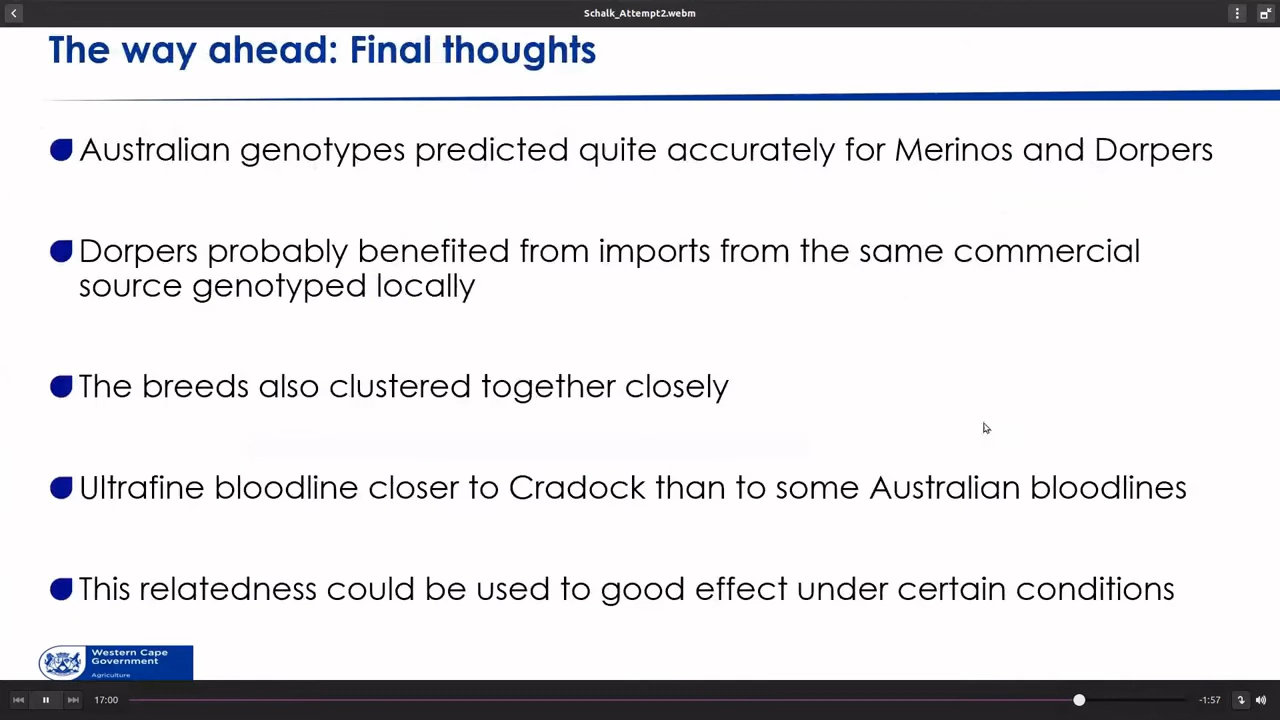 Schalk_Attempt2.webm
The way ahead: Final thoughts
Australian genotypes predicted quite accurately for Merinos and Dorpers
Dorpers probably benefited from imports from the same commercial
source genotyped locally
The breeds also clustered together closely
Ultrafine bloodline closer to Cradock than to some Australian bloodlines
This relatedness could be used to good effect under certain conditions
Western Cape
Government
Agriculture
17:00
-1:57